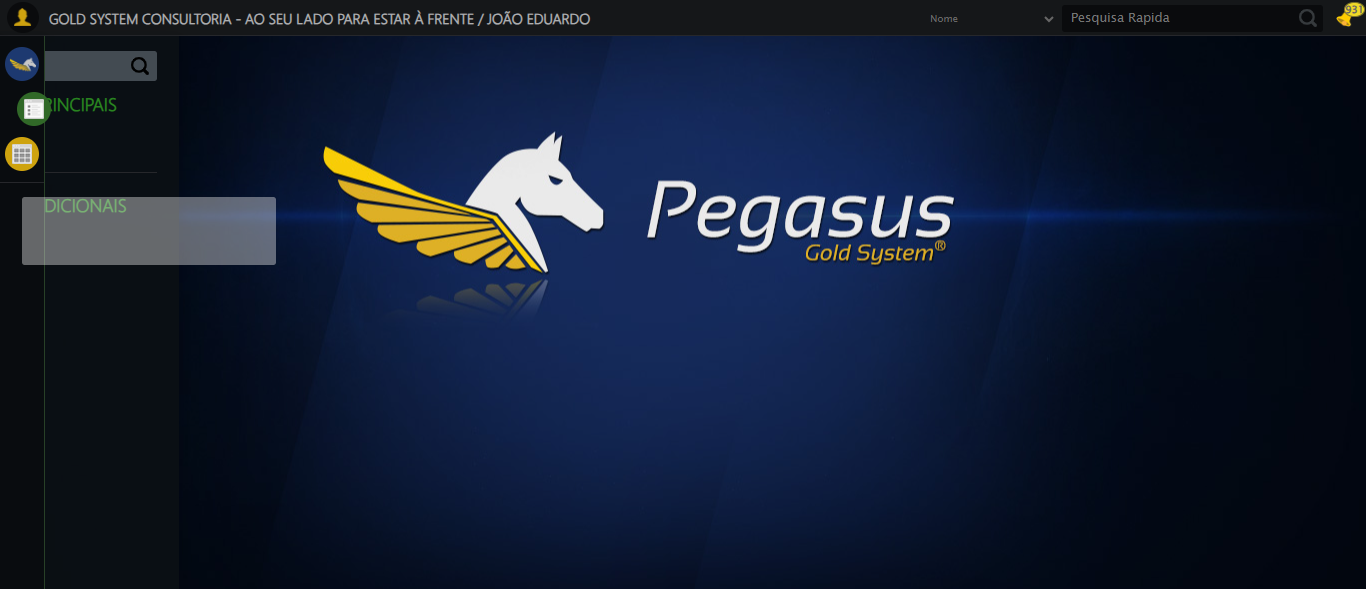 GOLD SYSTEM CONSULTORIA - AO SEU LADO PARA ESTAR À FRENTE / JOÃO EDUARDO
Nome
Pesquisa Rapida
931
RINCIPAIS
DICIONAIS
Pegasus
Gold System®